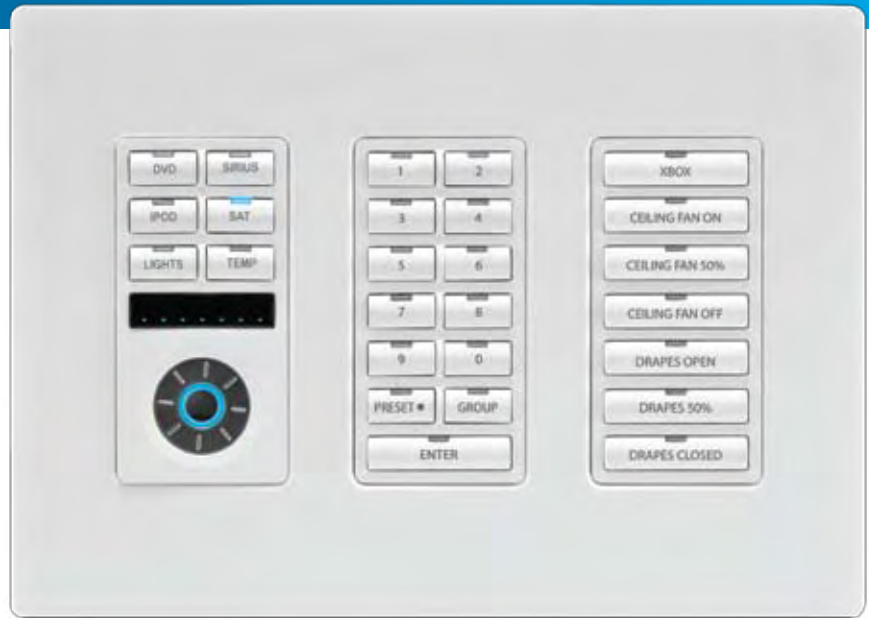 DVD SIRIUS
IPOD SAT
LIGHTS TEMP
1 2
3 4
5 6
7 8
9 0
PRESET • GROUP
ENTER
XBOX
CEILING FAN ON
CEILING FAN 50%
CEILING FAN OFF
DRAPES OPEN
DRAPES 50%
DRAPES CLOSED